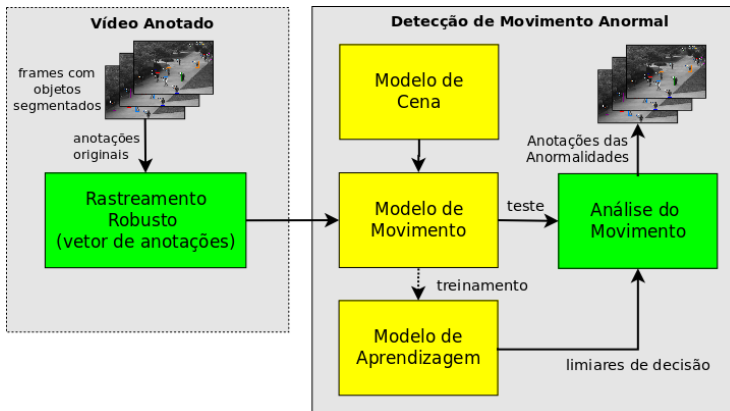 Vídeo Anotado
frames com
objetos
segmentados
anotações
originais
Rastreamento
Robusto
(vetor de anotações)
Detecção de Movimento Anormal
Modelo de
Cena
Anotações das
Anormalidades
Modelo de
Movimento
teste
Análise do
Movimento
treinamento
Modelo de
Aprendizagem
limiares de decisão